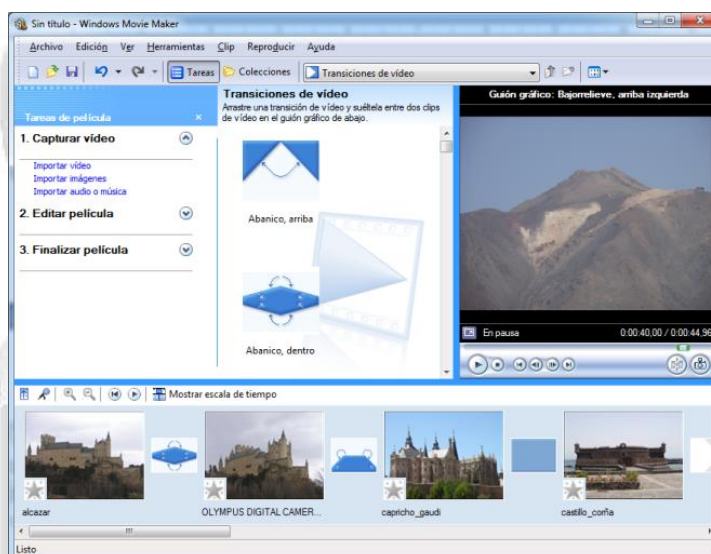 Sin título - Windows Movie Maker
Archivo Edición Ver Herramientas Clip Reproducir Ayuda
Tareas Colecciones Transiciones de vídeo
Tareas de película
1. Capturar vídeo
Importar vídeo
Importar imágenes
Importar audio o música
2. Editar película
3. Finalizar película
Transiciones de vídeo
Arrastre una transición de vídeo y suéltela entre dos clips
de vídeo en el guión gráfico de abajo.
Abanico, arriba
Abanico, dentro
Guión gráfico: Bajorrelieve, arriba izquierda
En pausa 0:00:40,00 / 0:00:44,96
Mostrar escala de tiempo
alcazar OLYMPUS DIGITAL CAMER... capricho_gaudi castillo_corña
Listo